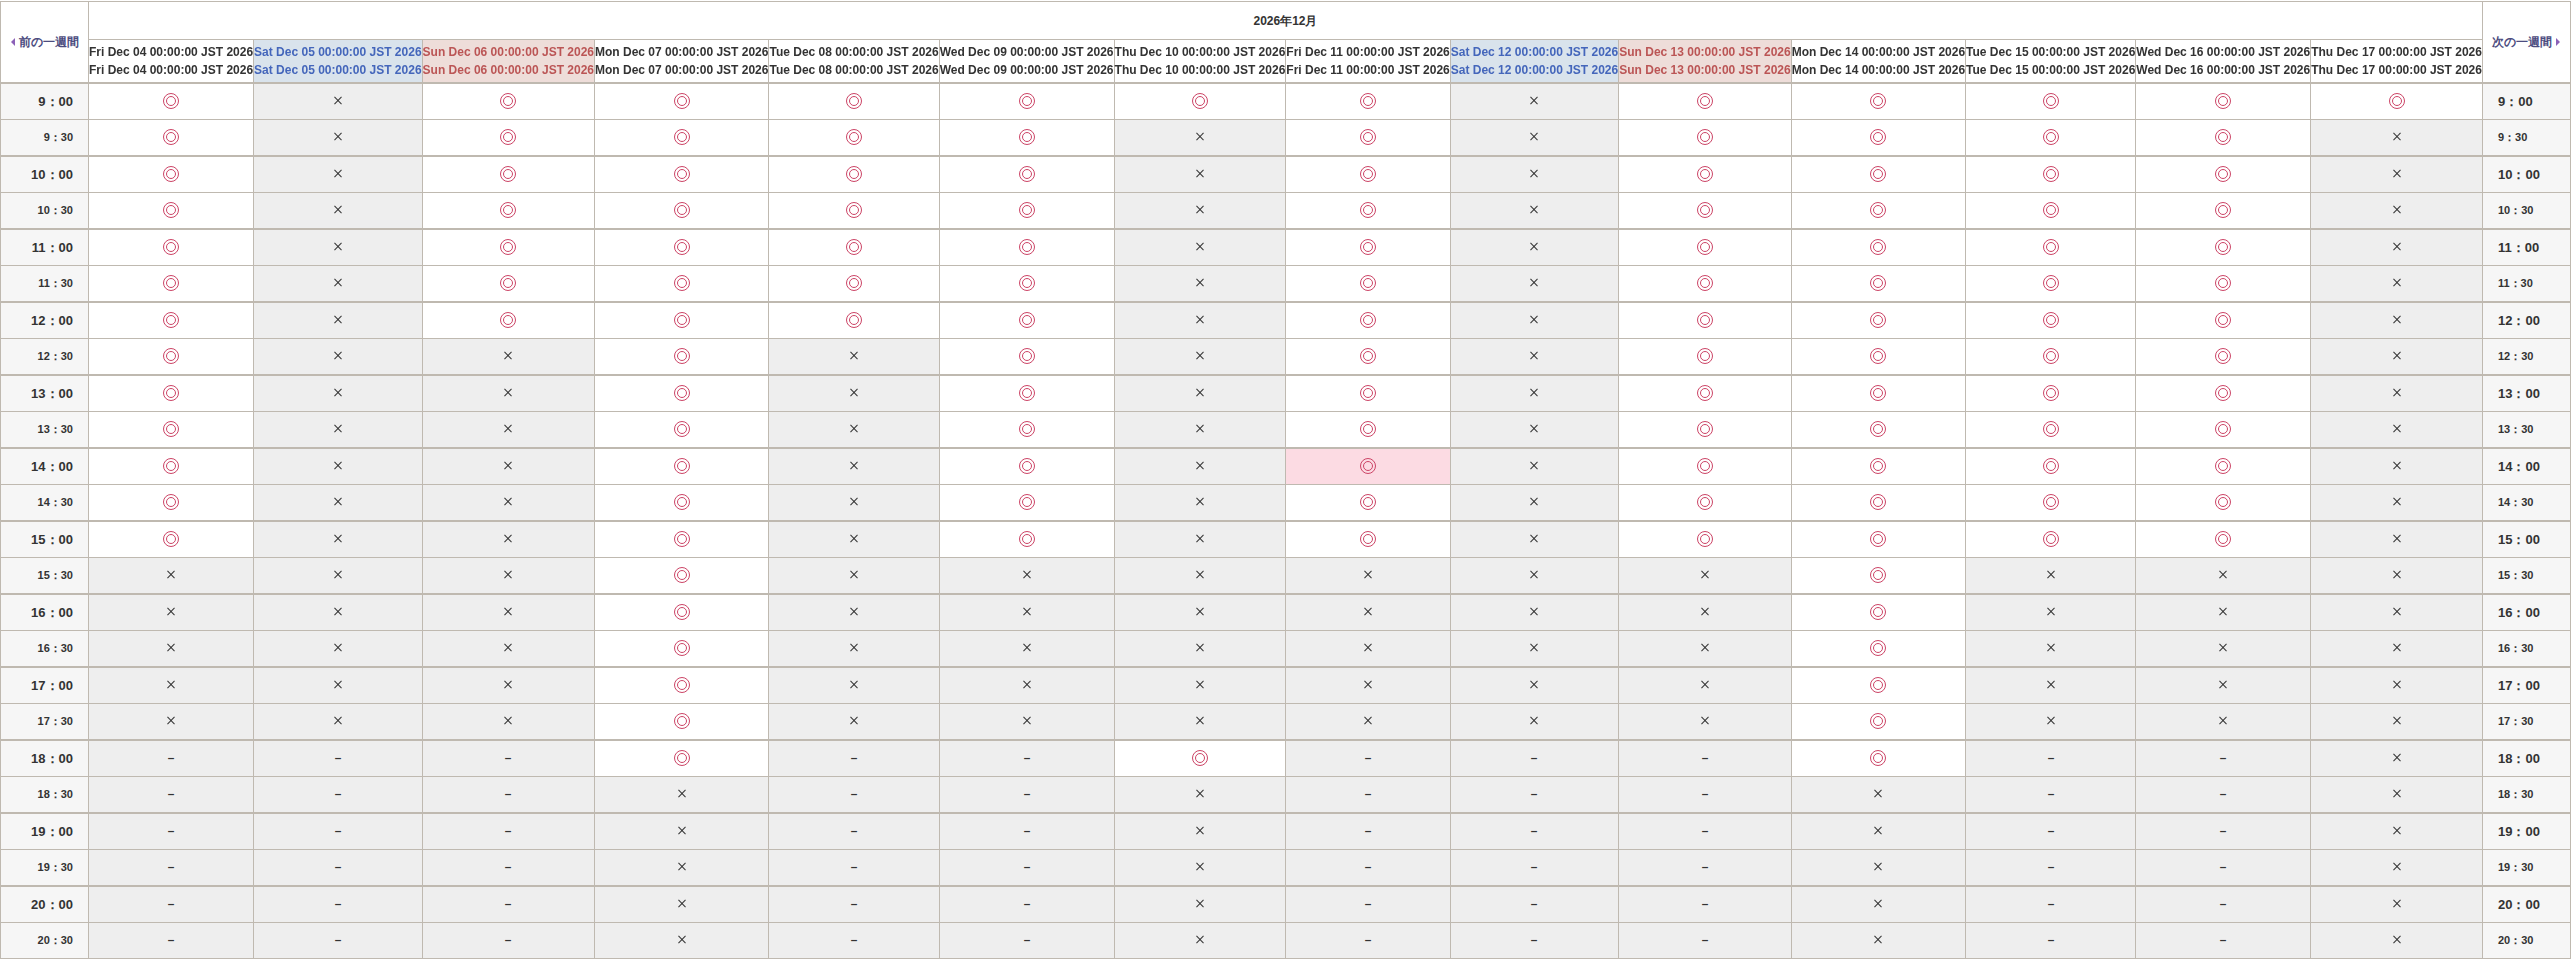 2026年12月
前の一週間
次の一週間
Fri Dec 04 00:00:00 JST 2026 Sat Dec 05 00:00:00 JST 2026 Sun Dec 06 00:00:00 JST 2026 Mon Dec 07 00:00:00 JST 2026 Tue Dec 08 00:00:00 JST 2026 Wed Dec 09 00:00:00 JST 2026 Thu Dec 10 00:00:00 JST 2026 Fri Dec 11 00:00:00 JST 2026 Sat Dec 12 00:00:00 JST 2026 Sun Dec 13 00:00:00 JST 2026 Mon Dec 14 00:00:00 JST 2026 Tue Dec 15 00:00:00 JST 2026 Wed Dec 16 00:00:00 JST 2026 Thu Dec 17 00:00:00 JST 2026
Fri Dec 04 00:00:00 JST 2026 Sat Dec 05 00:00:00 JST 2026 Sun Dec 06 00:00:00 JST 2026 Mon Dec 07 00:00:00 JST 2026 Tue Dec 08 00:00:00 JST 2026 Wed Dec 09 00:00:00 JST 2026 Thu Dec 10 00:00:00 JST 2026 Fri Dec 11 00:00:00 JST 2026 Sat Dec 12 00:00:00 JST 2026 Sun Dec 13 00:00:00 JST 2026 Mon Dec 14 00:00:00 JST 2026 Tue Dec 15 00:00:00 JST 2026 Wed Dec 16 00:00:00 JST 2026 Thu Dec 17 00:00:00 JST 2026
9：00 ◎ × ◎ ◎ ◎ ◎ ◎ ◎ × ◎ ◎ ◎ ◎ ◎ 9：00
9：30 ◎ × ◎ ◎ ◎ ◎ × ◎ × ◎ ◎ ◎ ◎ × 9：30
10：00 ◎ × ◎ ◎ ◎ ◎ × ◎ × ◎ ◎ ◎ ◎ × 10：00
10：30 ◎ × ◎ ◎ ◎ ◎ × ◎ × ◎ ◎ ◎ ◎ × 10：30
11：00 ◎ × ◎ ◎ ◎ ◎ × ◎ × ◎ ◎ ◎ ◎ × 11：00
11：30 ◎ × ◎ ◎ ◎ ◎ × ◎ × ◎ ◎ ◎ ◎ × 11：30
12：00 ◎ × ◎ ◎ ◎ ◎ × ◎ × ◎ ◎ ◎ ◎ × 12：00
12：30 ◎ × × ◎ × ◎ × ◎ × ◎ ◎ ◎ ◎ × 12：30
13：00 ◎ × × ◎ × ◎ × ◎ × ◎ ◎ ◎ ◎ × 13：00
13：30 ◎ × × ◎ × ◎ × ◎ × ◎ ◎ ◎ ◎ × 13：30
14：00 ◎ × × ◎ × ◎ × ◎ × ◎ ◎ ◎ ◎ × 14：00
14：30 ◎ × × ◎ × ◎ × ◎ × ◎ ◎ ◎ ◎ × 14：30
15：00 ◎ × × ◎ × ◎ × ◎ × ◎ ◎ ◎ ◎ × 15：00
15：30 × × × ◎ × × × × × × ◎ × × × 15：30
16：00 × × × ◎ × × × × × × ◎ × × × 16：00
16：30 × × × ◎ × × × × × × ◎ × × × 16：30
17：00 × × × ◎ × × × × × × ◎ × × × 17：00
17：30 × × × ◎ × × × × × × ◎ × × × 17：30
18：00 － － － ◎ － － ◎ － － － ◎ － － × 18：00
18：30 － － － × － － × － － － × － － × 18：30
19：00 － － － × － － × － － － × － － × 19：00
19：30 － － － × － － × － － － × － － × 19：30
20：00 － － － × － － × － － － × － － × 20：00
20：30 － － － × － － × － － － × － － × 20：30